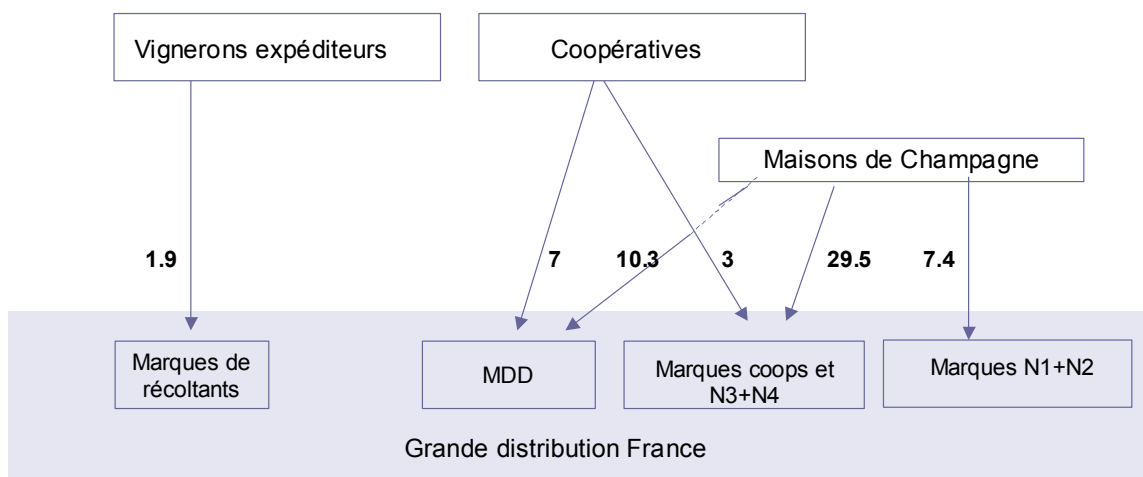 Vignerons expéditeurs
Coopératives
Maisons de Champagne
1.9
7
10.3
3
29.5
7.4
Marques de
récoltants
MDD
Marques coops et
N3+N4
Marques N1+N2
Grande distribution France